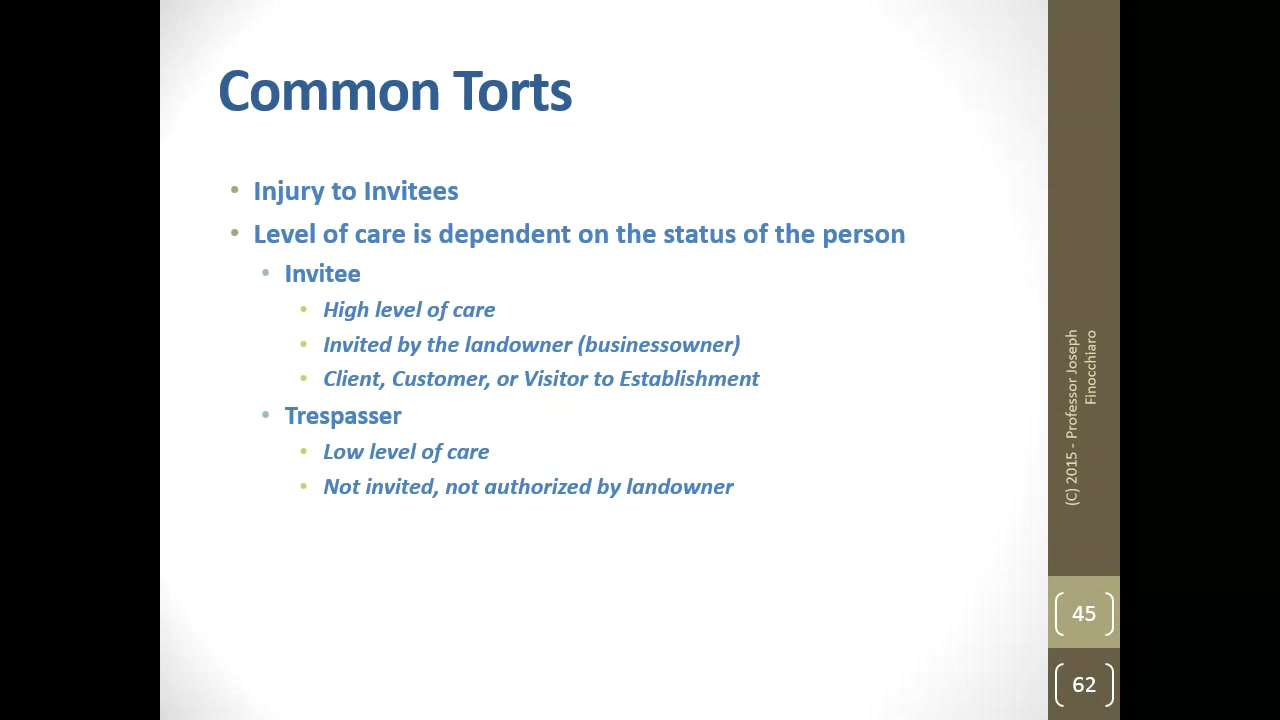 Common Torts
• Injury to Invitees
• Level of care is dependent on the status of the person
• Invitee
• High level of care
• Invited by the landowner (businessowner)
• Client, Customer, or Visitor to Establishment
• Trespasser
• Low level of care
• Not invited, not authorized by landowner
(C) 2015 - Professor Joseph
Finocchiaro
45
62